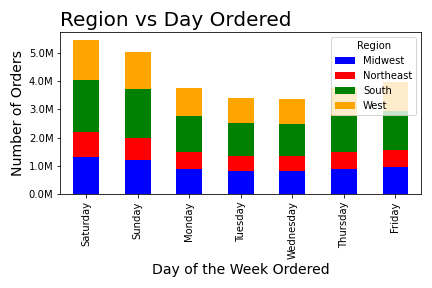 Region vs Day Ordered
Number of Orders
5.0M
4.0M
3.0M
2.0M
1.0M
0.0M
Region
Midwest
Northeast
South
West
Saturday
Sunday
Monday
Tuesday
Wednesday
Thursday
Friday
Day of the Week Ordered